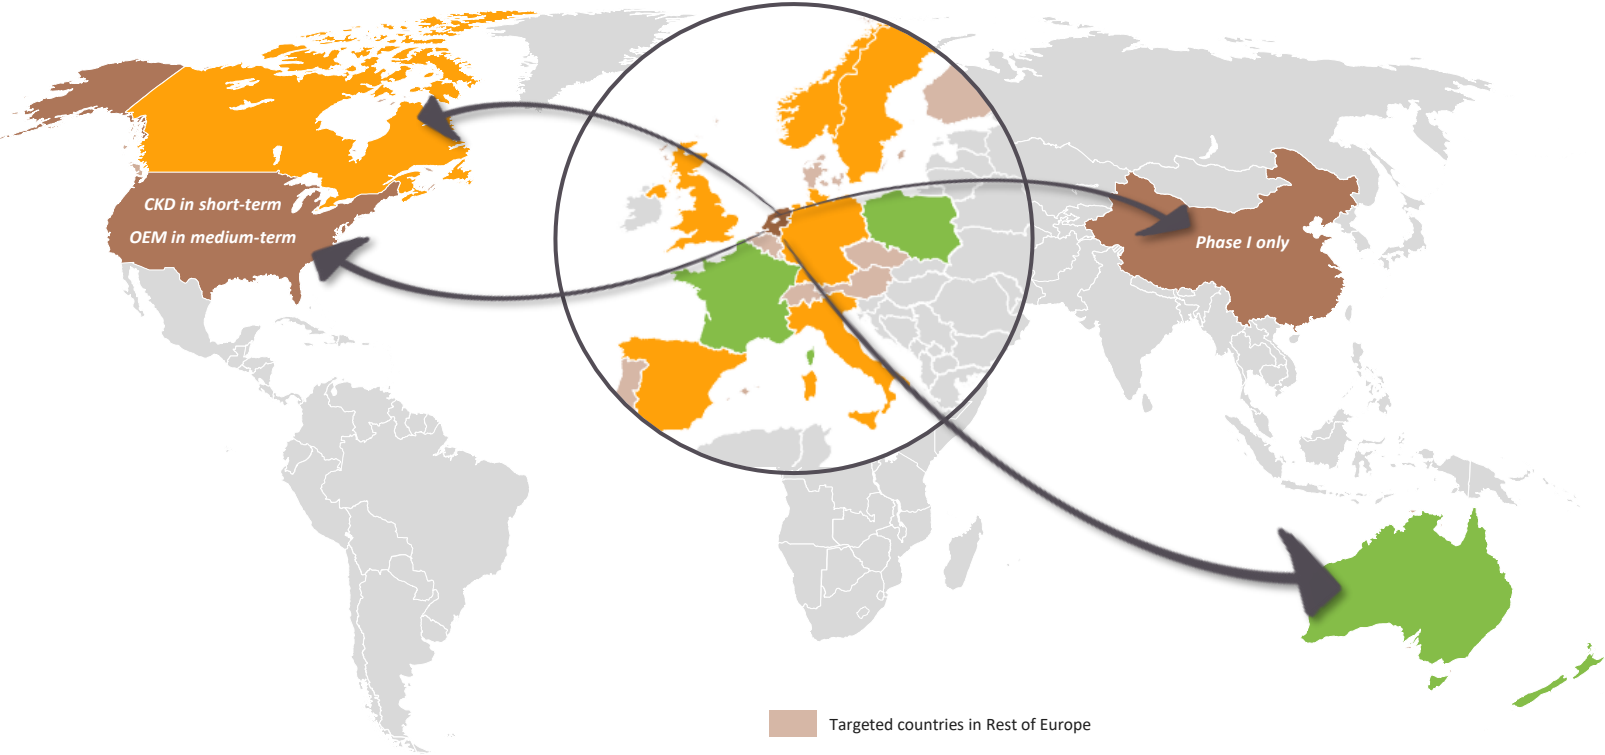 CKD in short-term
OEM in medium-term
Phase I only
Targeted countries in Rest of Europe